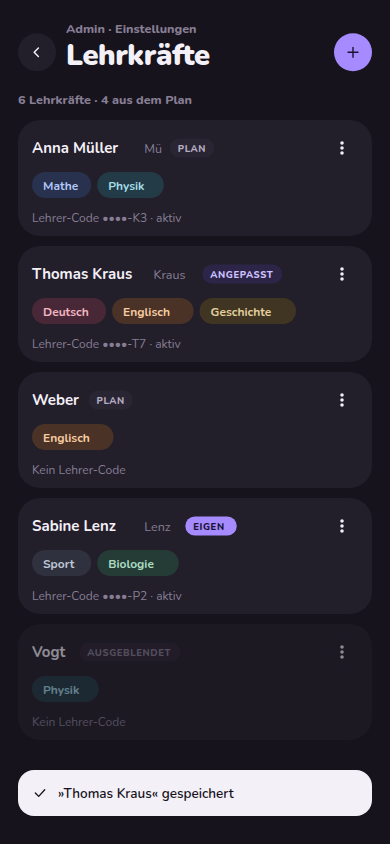 Admin · Einstellungen
Lehrkräfte
6 Lehrkräfte · 4 aus dem Plan
Anna Müller Mü PLAN
Mathe Physik
Lehrer-Code ••••-K3 · aktiv
Thomas Kraus Kraus ANGEPASST
Deutsch Englisch Geschichte
Lehrer-Code ••••-T7 · aktiv
Weber PLAN
Englisch
Kein Lehrer-Code
Sabine Lenz Lenz EIGEN
Sport Biologie
Lehrer-Code ••••-P2 · aktiv
Vogt AUSGEBLENDET
Physik
Kein Lehrer-Code
»Thomas Kraus« gespeichert